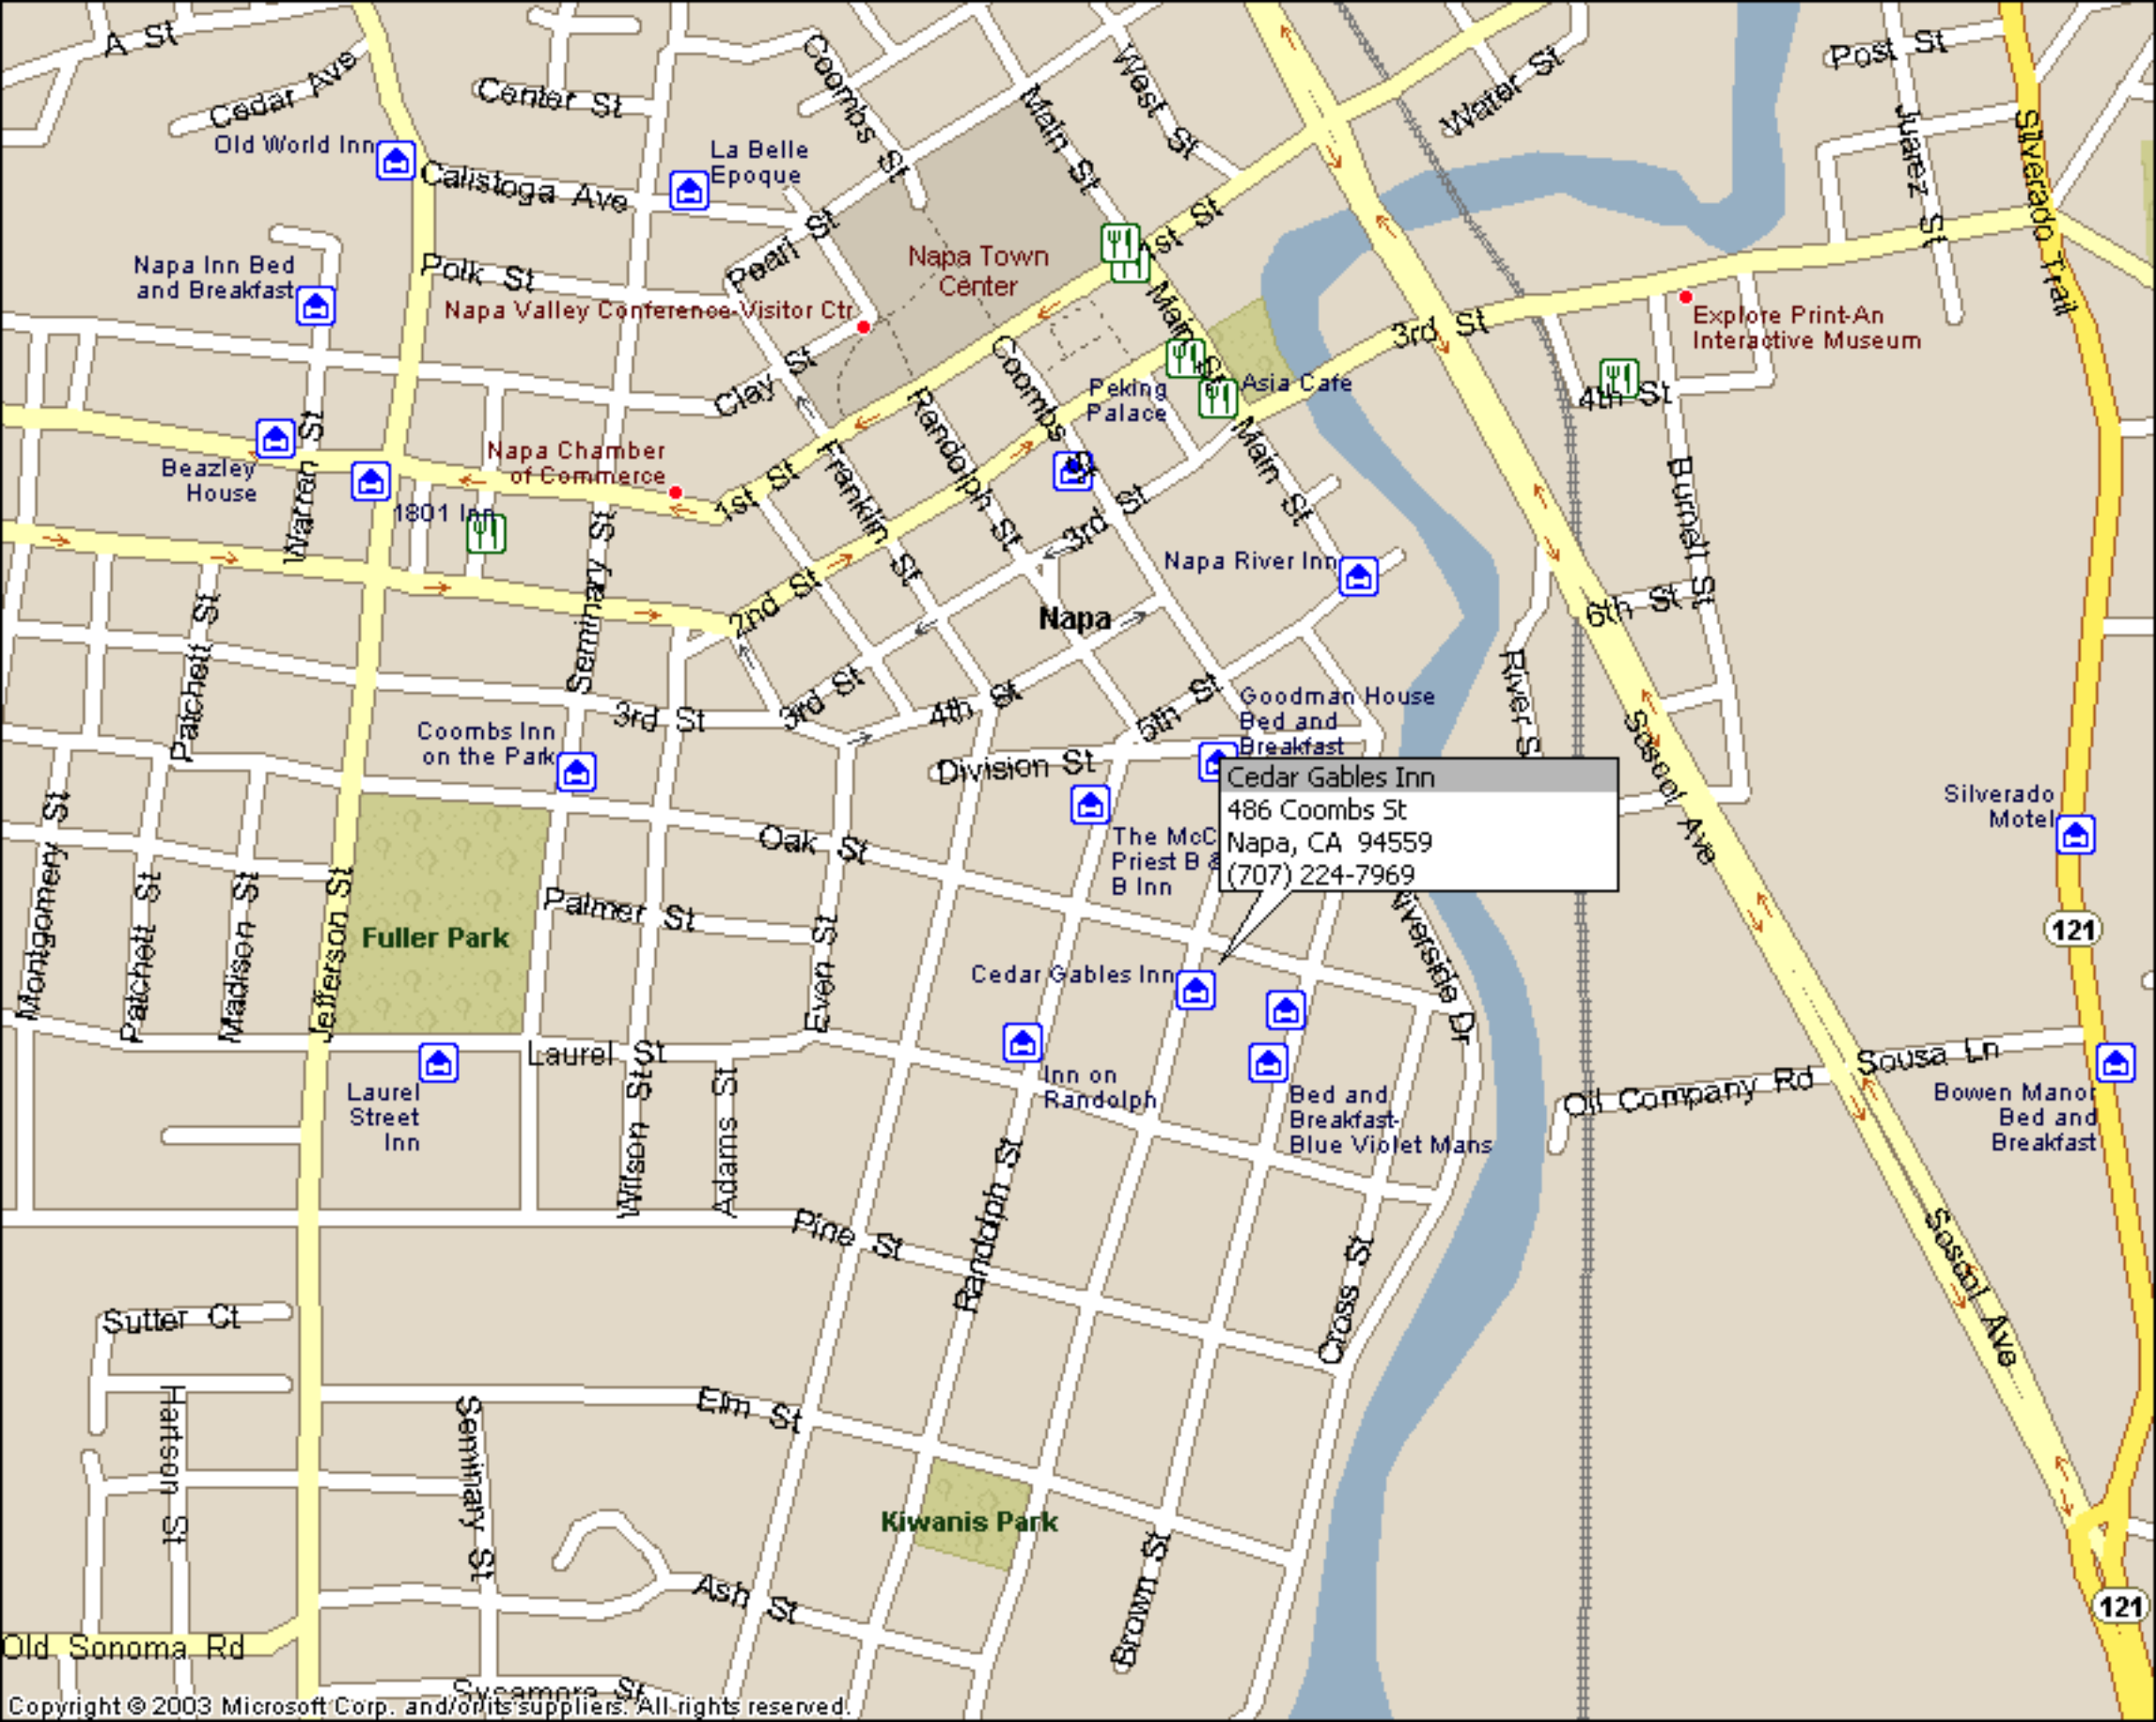 A St
Cedar Ave
Center St
Coombs St
Main St
West St
Water St
Post St
Juarez St
Silverado Trail
Old World Inn
Calistoga Ave
La Belle
Epoque
Pearl St
Napa Town
Center
1st St
Napa Inn Bed
and Breakfast
Polk St
Napa Valley Conference-Visitor Ctr
Main St
3rd St
Explore Print-An
Interactive Museum
Clay St
Coombs St
Peking
Palace
Asia Cafe
4th St
Beazley
House
Warren St
Napa Chamber
of Commerce
1801 Inn
1st St
Franklin St
Randolph St
3rd St
Main St
Burnett St
Seminary St
2nd St
Napa River Inn
Napa
6th St
Patchett St
3rd St
3rd St
4th St
5th St
Goodman House
Bed and
Breakfast
River St
Soscol Ave
Coombs Inn
on the Park
Division St
Cedar Gables Inn
486 Coombs St
Napa, CA 94559
(707) 224-7969
Silverado
Motel
Montgomery St
Oak St
The McC
Priest B &
B Inn
Patchett St
Madison St
Jefferson St
Fuller Park
Palmer St
Even St
Riverside Dr
121
Cedar Gables Inn
Laurel St
Laurel
Street
Inn
Wilson St
Adams St
Inn on
Randolph
Bed and
Breakfast-
Blue Violet Mans
Oil Company Rd
Sousa Ln
Bowen Manor
Bed and
Breakfast
Pine St
Randolph St
Cross St
Soscol Ave
Sutter Ct
Hartson St
Seminary St
Elm St
Kiwanis Park
Ash St
Brown St
121
Old Sonoma Rd
Sycamore St
Copyright © 2003 Microsoft Corp. and/or its suppliers. All rights reserved.